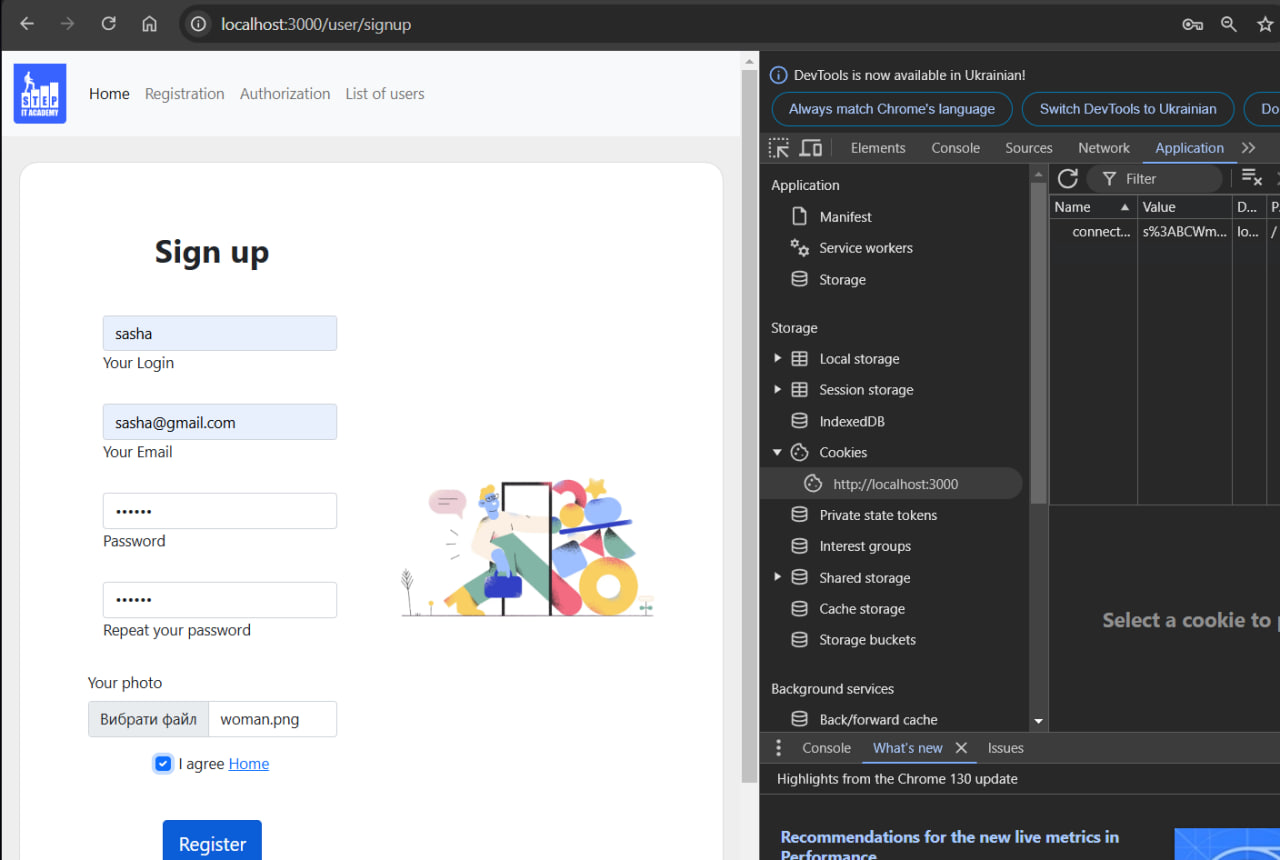 localhost:3000/user/signup
STEP
IT ACADEMY
Home Registration Authorization List of users
Sign up
sasha
Your Login
sasha@gmail.com
Your Email
••••••
Password
••••••
Repeat your password
Your photo
Вибрати файл woman.png
I agree Home
Register
DevTools is now available in Ukrainian!
Always match Chrome's language Switch DevTools to Ukrainian Do
Elements Console Sources Network Application
Application
Manifest
Service workers
Storage
Storage
Local storage
Session storage
IndexedDB
Cookies
http://localhost:3000
Private state tokens
Interest groups
Shared storage
Cache storage
Storage buckets
Background services
Back/forward cache
Filter
Name Value D... P
connect... s%3ABCWm... lo... /
Select a cookie to p
Console What's new Issues
Highlights from the Chrome 130 update
Recommendations for the new live metrics in
Performance